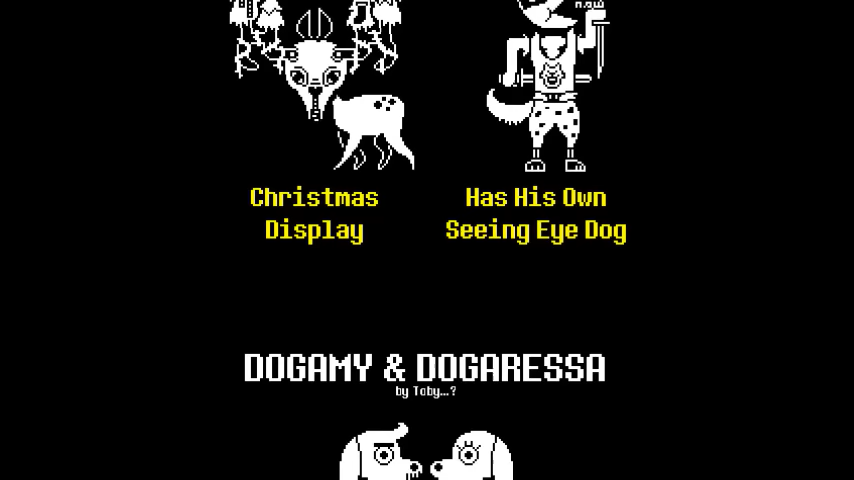 Christmas
Display
Has His Own
Seeing Eye Dog
DOGAMY & DOGARESSA
by Toby...?